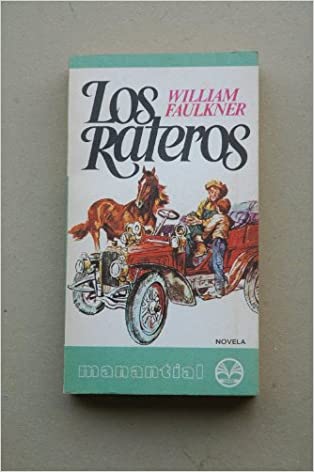 Los
WILLIAM
FAULKNER
Rateros
NOVELA
manantial